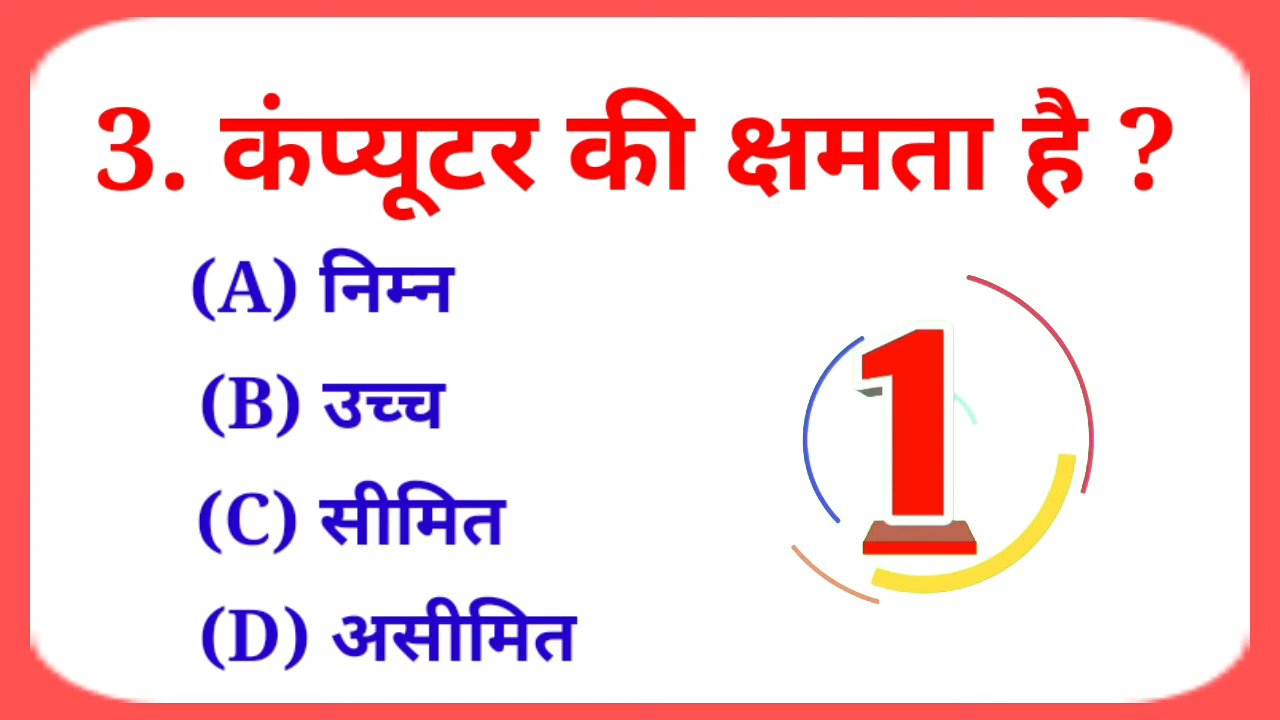 3. कंप्यूटर की क्षमता है ?
(A) निम्न
(B) उच्च
(C) सीमित
(D) असीमित
1